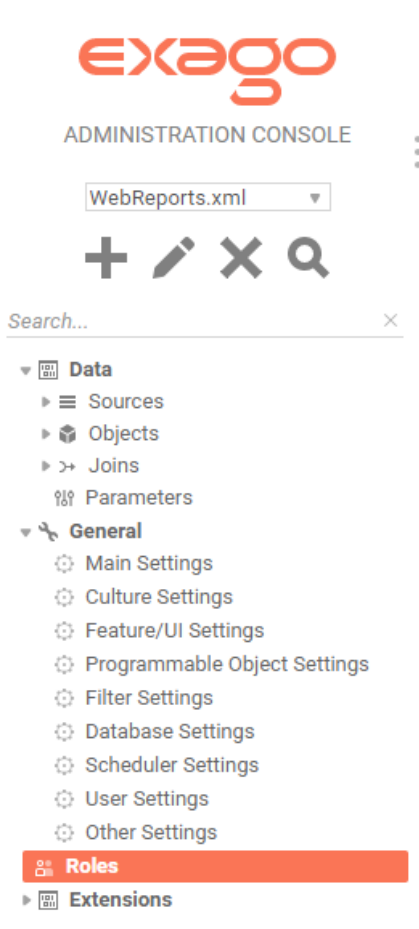 exago
ADMINISTRATION CONSOLE
WebReports.xml
Search...
Data
Sources
Objects
Joins
Parameters
General
Main Settings
Culture Settings
Feature/UI Settings
Programmable Object Settings
Filter Settings
Database Settings
Scheduler Settings
User Settings
Other Settings
Roles
Extensions